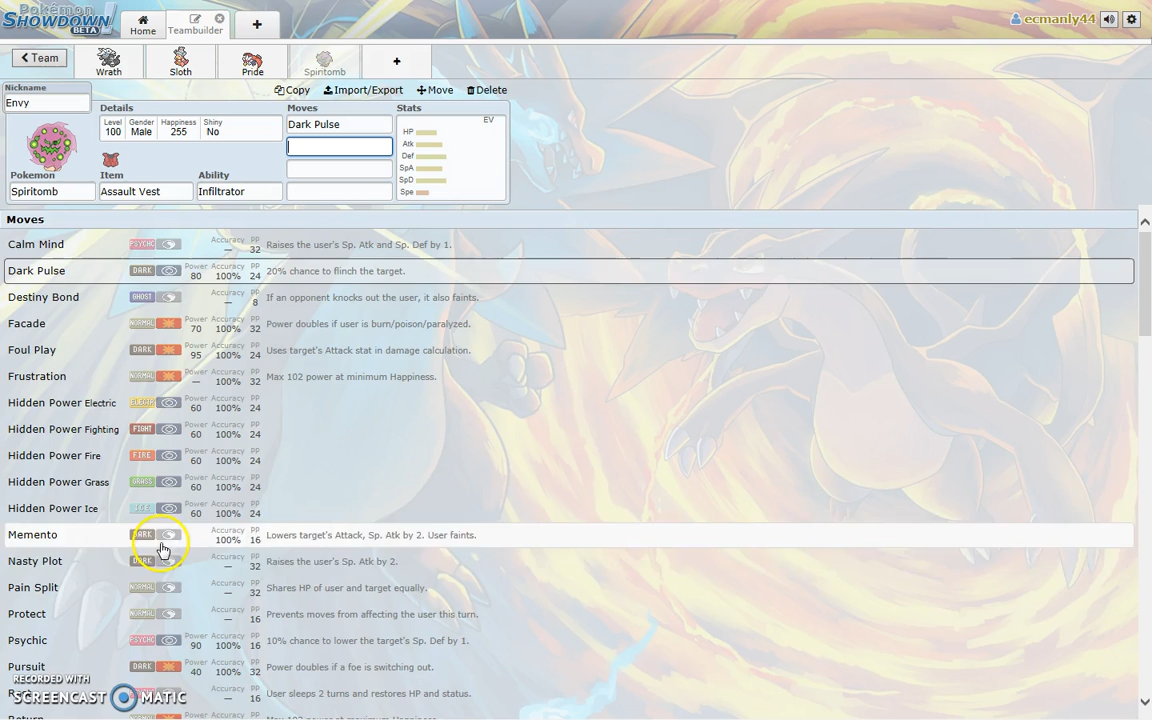 Pokémon
SHOWDOWN!
BETA
Home
Teambuilder
+
ecmanly44
< Team
Wrath
Sloth
Pride
Spiritomb
+
Nickname
Envy
Copy
Import/Export
Move
Delete
Details
Level Gender Happiness Shiny
100 Male 255 No
Pokemon
Spiritomb
Item
Assault Vest
Ability
Infiltrator
Moves
Dark Pulse
Stats
EV
HP
Atk
Def
SpA
SpD
Spe
Moves
Calm Mind PSYCHC Accuracy — PP 32 Raises the user's Sp. Atk and Sp. Def by 1.
Dark Pulse DARK Power 80 Accuracy 100% PP 24 20% chance to flinch the target.
Destiny Bond GHOST Accuracy — PP 8 If an opponent knocks out the user, it also faints.
Facade NORMAL Power 70 Accuracy 100% PP 32 Power doubles if user is burn/poison/paralyzed.
Foul Play DARK Power 95 Accuracy 100% PP 24 Uses target's Attack stat in damage calculation.
Frustration NORMAL Power — Accuracy 100% PP 32 Max 102 power at minimum Happiness.
Hidden Power Electric ELECTR Power 60 Accuracy 100% PP 24
Hidden Power Fighting FIGHT Power 60 Accuracy 100% PP 24
Hidden Power Fire FIRE Power 60 Accuracy 100% PP 24
Hidden Power Grass GRASS Power 60 Accuracy 100% PP 24
Hidden Power Ice ICE Power 60 Accuracy 100% PP 24
Memento DARK Accuracy 100% PP 16 Lowers target's Attack, Sp. Atk by 2. User faints.
Nasty Plot DARK Accuracy — PP 32 Raises the user's Sp. Atk by 2.
Pain Split NORMAL Accuracy — PP 32 Shares HP of user and target equally.
Protect NORMAL Accuracy — PP 16 Prevents moves from affecting the user this turn.
Psychic PSYCHC Power 90 Accuracy 100% PP 16 10% chance to lower the target's Sp. Def by 1.
Pursuit DARK Power 40 Accuracy 100% PP 32 Power doubles if a foe is switching out.
Accuracy — PP 16 User sleeps 2 turns and restores HP and status.
Return Power Accuracy PP Max 102 power at maximum Happiness.
RECORDED WITH
SCREENCAST MATIC